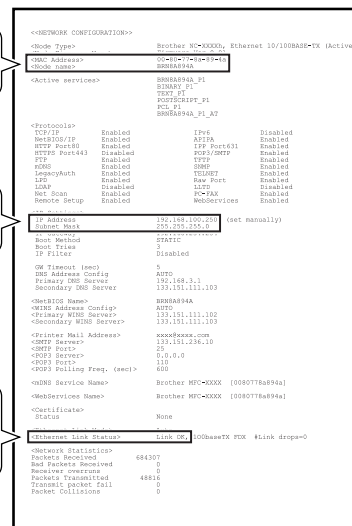 <<NETWORK CONFIGURATION>>
<Node Type> Brother NC-XXXXh, Ethernet 10/100BASE-TX (Active
<MAC Address> 00-80-77-8a-89-4a
<Node name> BRN8A894A
<Active services> BRN8A894A_P1
BINARY_P1
TEXT_P1
POSTSCRIPT_P1
PCL_P1
BRN8A894A_P1_AT
<Protocols>
TCP/IP Enabled IPv6 Disabled
NetBIOS/IP Enabled APIPA Enabled
HTTP Port80 Enabled IPP Port631 Enabled
HTTPS Port443 Disabled POP3/SMTP Enabled
FTP Enabled TFTP Enabled
mDNS Enabled SNMP Enabled
LegacyAuth Enabled TELNET Enabled
LPD Enabled Raw Port Enabled
LDAP Disabled LLTD Disabled
Net Scan Enabled PC-FAX Enabled
Remote Setup Enabled WebServices Enabled
IP Address 192.168.100.250 (set manually)
Subnet Mask 255.255.255.0
Boot Method STATIC
Boot Tries 3
IP Filter Disabled
GW Timeout (sec) 5
DNS Address Config AUTO
Primary DNS Server 192.168.3.1
Secondary DNS Server 133.151.111.103
<NetBIOS Name> BRN8A894A
<WINS Address Config> AUTO
<Primary WINS Server> 133.151.111.102
<Secondary WINS Server> 133.151.111.103
<Printer Mail Address> xxxx@xxxx.com
<SMTP Server> 133.151.236.10
<SMTP Port> 25
<POP3 Server> 0.0.0.0
<POP3 Port> 110
<POP3 Polling Freq. (sec)> 600
<mDNS Service Name> Brother MFC-XXXX [0080778a894a]
<WebServices Name> Brother MFC-XXXX [0080778a894a]
<Certificate>
Status None
<Ethernet Link Status> Link OK, 100baseTX FDX #Link drops=0
<Network Statistics>
Packets Received 684307
Bad Packets Received 0
Receiver overruns 0
Packets Transmitted 48816
Transmit packet fail 0
Packet Collisions 0